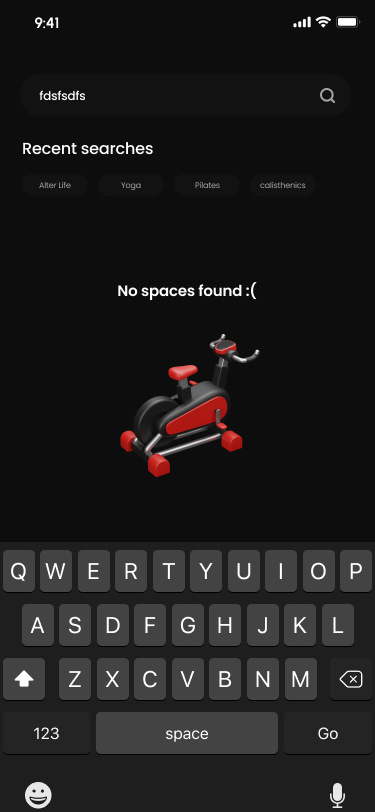 9:41
fdsfsdfs
Recent searches
Alter Life Yoga Pilates calisthenics
No spaces found :(
Q W E R T Y U I O P
A S D F G H J K L
Z X C V B N M
123 space Go